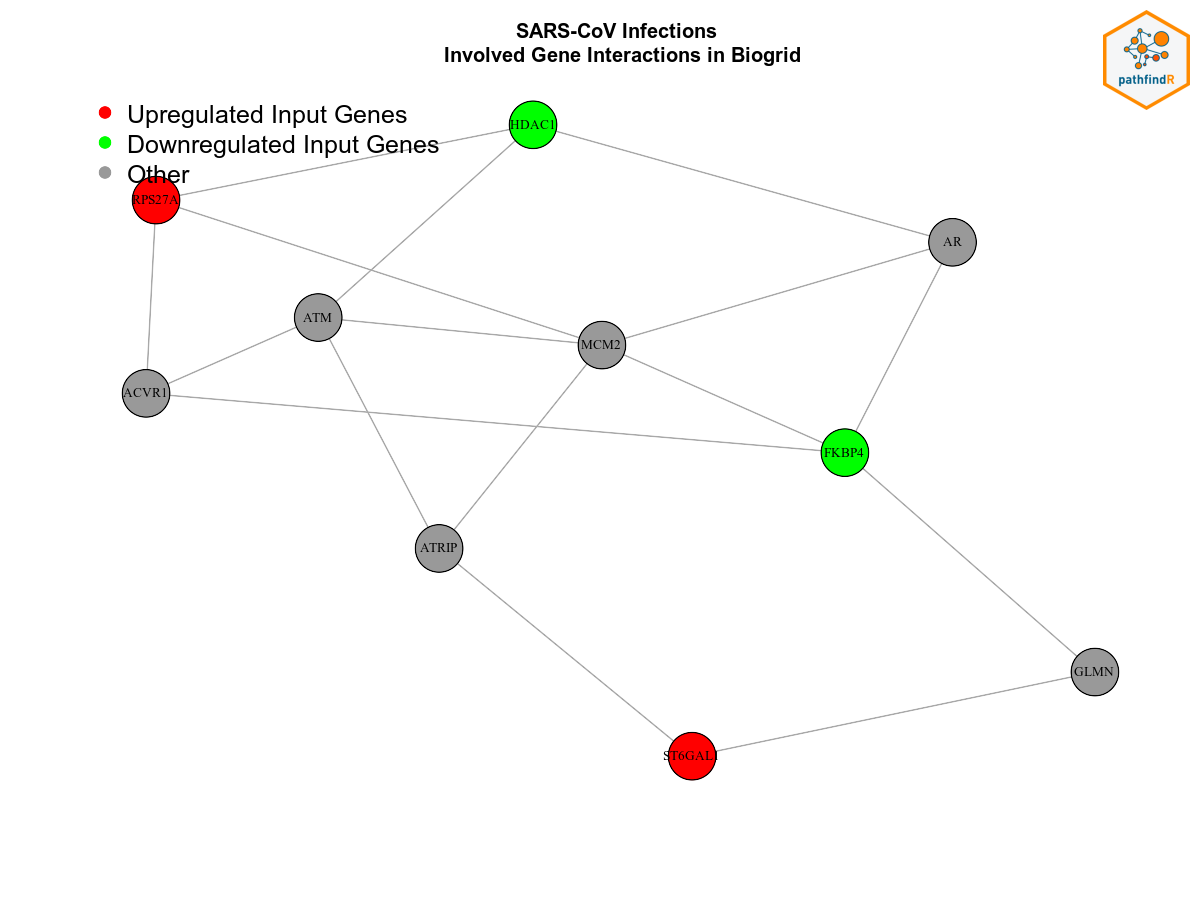 SARS-CoV Infections
Involved Gene Interactions in Biogrid
pathfindR
Upregulated Input Genes
Downregulated Input Genes
Other
HDAC1
RPS27A
AR
ATM
MCM2
ACVR1
FKBP4
ATRIP
GLMN
ST6GAL1